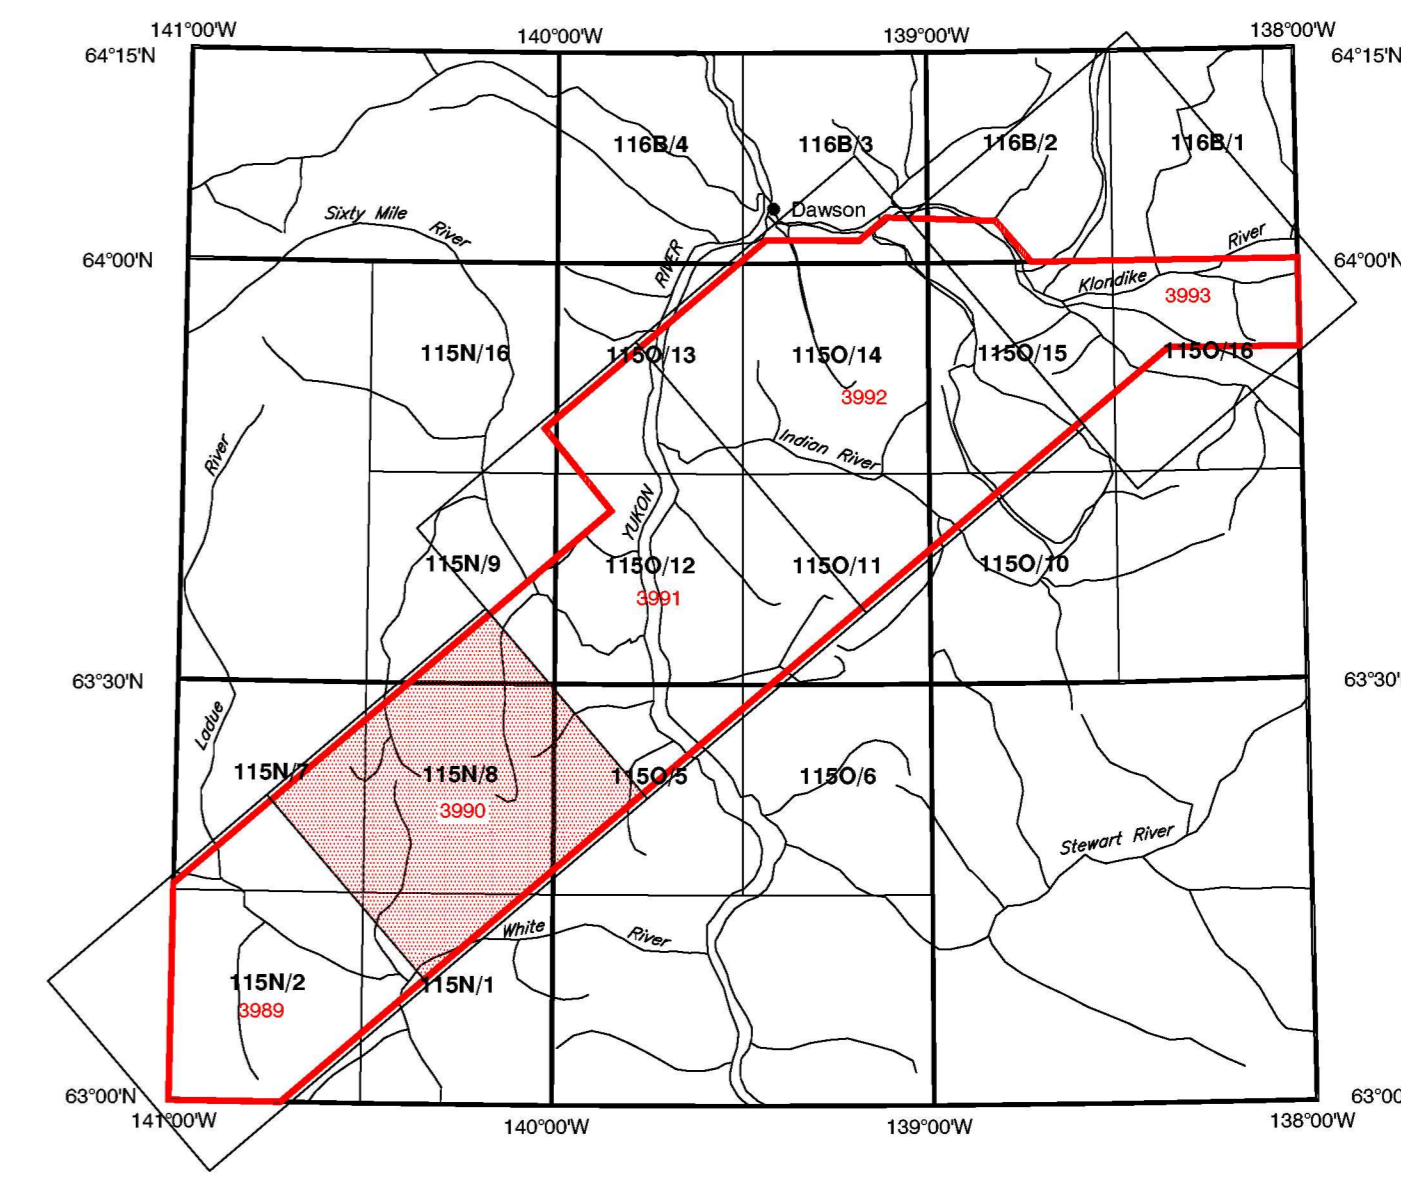 141°00'W
140°00'W
139°00'W
138°00'W
64°15'N
64°15'N
116B/4
116B/3
116B/2
116B/1
Dawson
Sixty Mile
River
River
RIVER
64°00'N
64°00'N
Klondike
3993
115N/16
115O/13
115O/14
115O/15
115O/16
3992
River
Indian River
YUKON
115N/9
115O/12
115O/11
115O/10
3991
63°30'N
63°30'
Ladue
115N/7
115N/8
115O/5
115O/6
3990
Stewart River
White
River
115N/2
115N/1
3989
63°00'N
63°00
141°00'W
140°00'W
139°00'W
138°00'W